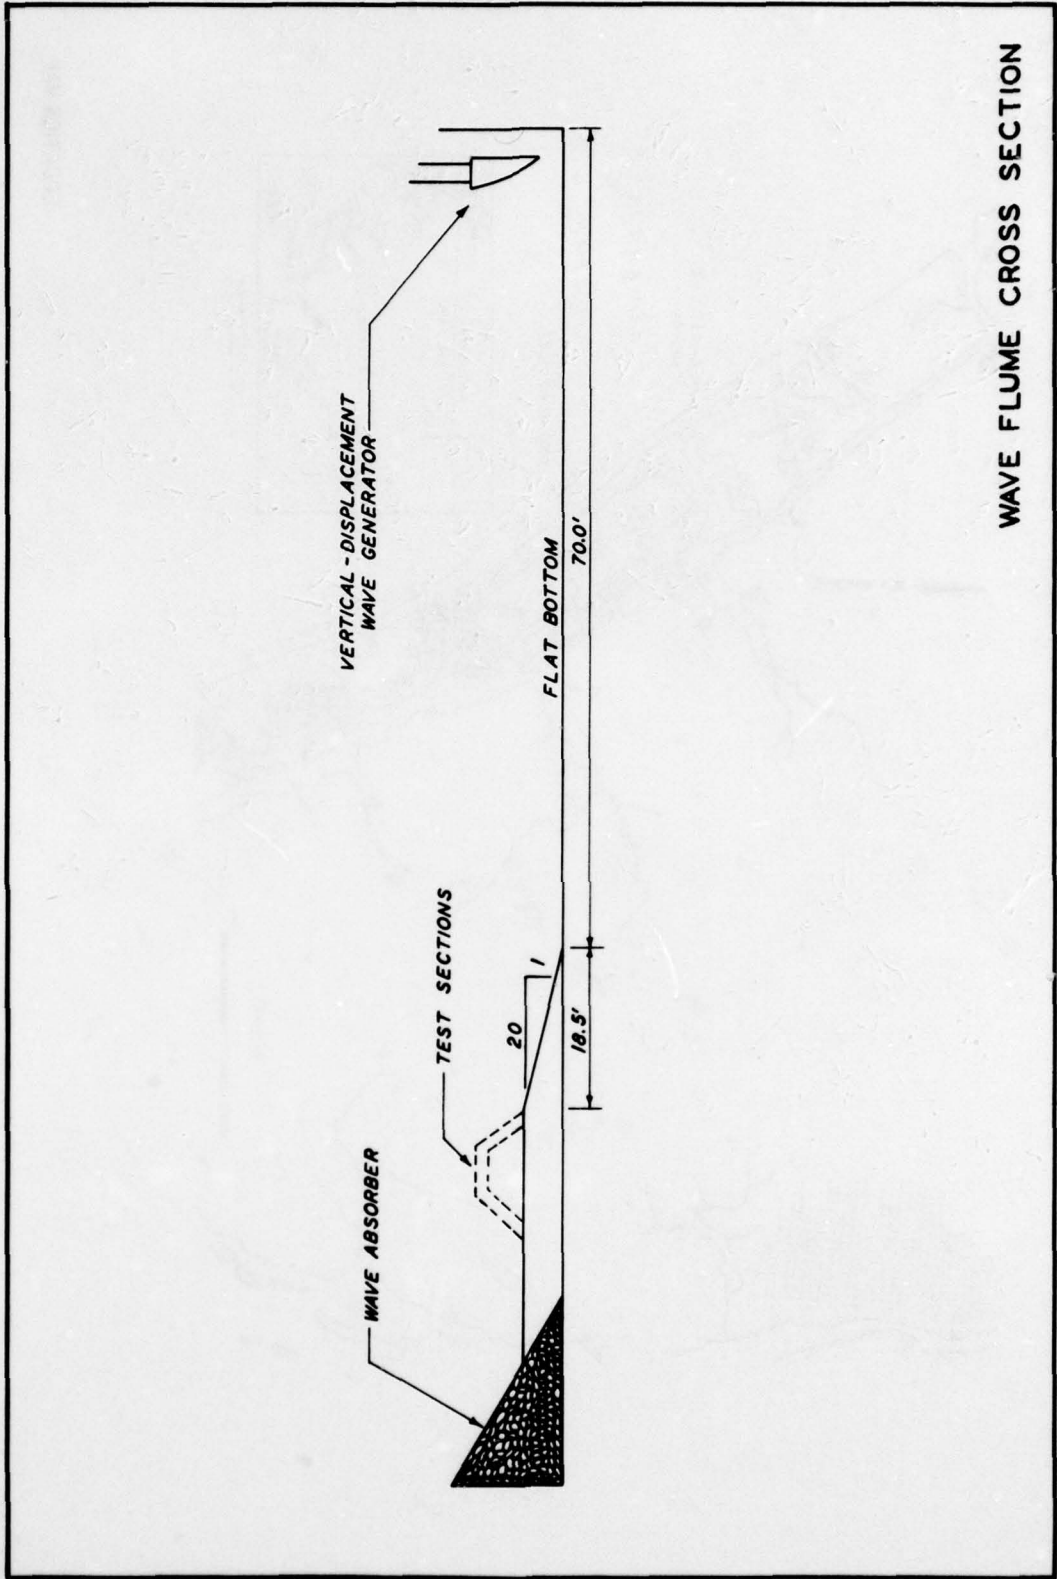 WAVE ABSORBER
TEST SECTIONS
VERTICAL-DISPLACEMENT
WAVE GENERATOR
20
1
FLAT BOTTOM
18.5'
70.0'
WAVE FLUME CROSS SECTION